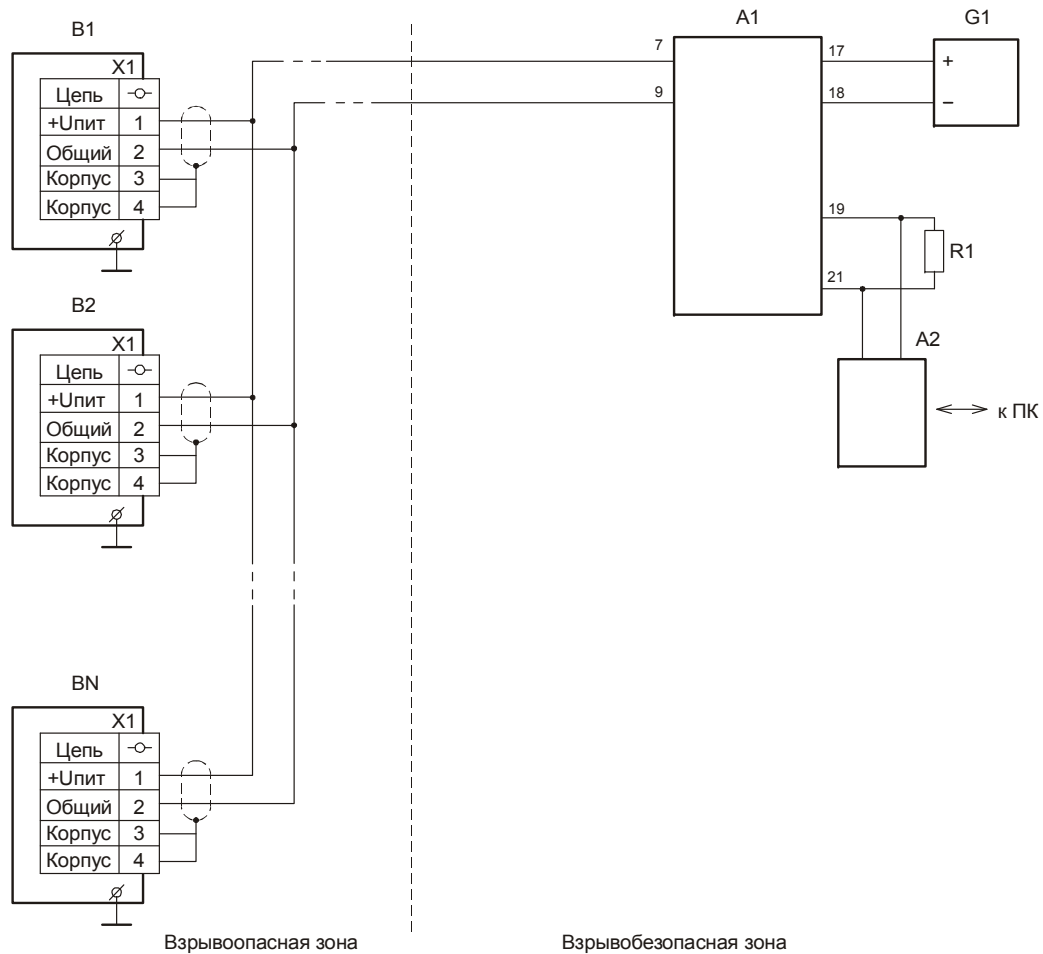 B1
A1
G1
X1
7
17
+
Цепь
+Uпит
1
9
18
–
Общий
2
Корпус
3
Корпус
4
19
R1
21
B2
A2
X1
Цепь
+Uпит
1
к ПК
Общий
2
Корпус
3
Корпус
4
BN
X1
Цепь
+Uпит
1
Общий
2
Корпус
3
Корпус
4
Взрывоопасная зона
Взрывобезопасная зона